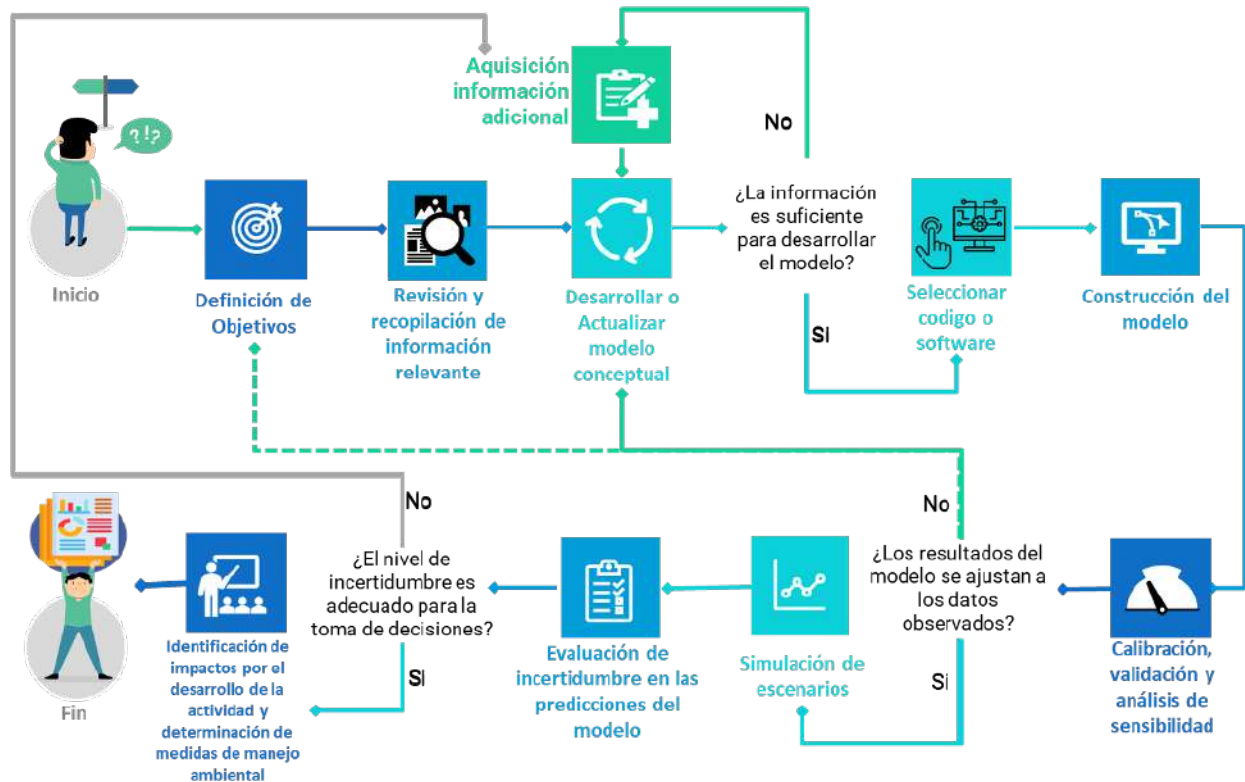 Aquisición
información
adicional
No
?!?
¿La información
es suficiente
para desarrollar
el modelo?
Inicio
Definición de
Objetivos
Revisión y
recopilación de
información
relevante
Desarrollar o
Actualizar
modelo
conceptual
Si
Seleccionar
codigo o
software
Construcción del
modelo
No
No
¿El nivel de
incertidumbre es
adecuado para la
toma de decisiones?
¿Los resultados del
modelo se ajustan a
los datos
observados?
Fin
Identificación de
impactos por el
desarrollo de la
actividad y
determinación de
medidas de manejo
ambiental
Si
Evaluación de
incertidumbre en las
predicciones del
modelo
Simulación de
escenarios
Si
Calibración,
validación y
análisis de
sensibilidad